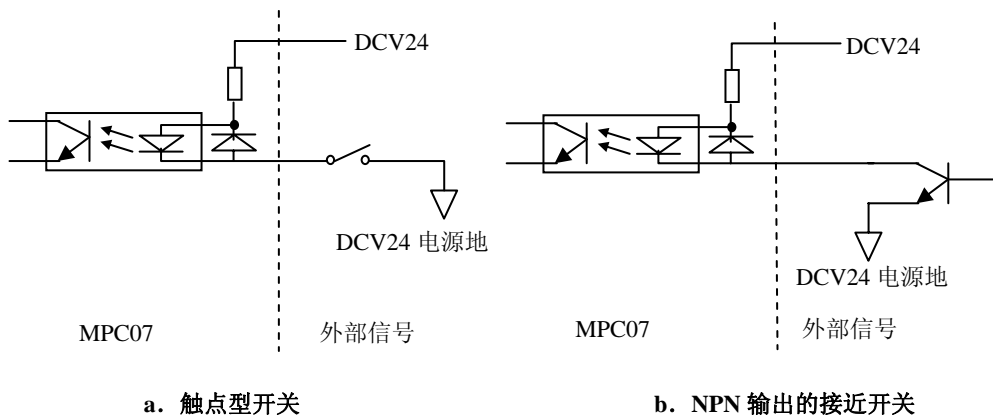 DCV24
DCV24
DCV24 电源地
DCV24 电源地
MPC07
外部信号
MPC07
外部信号
a．触点型开关
b．NPN 输出的接近开关